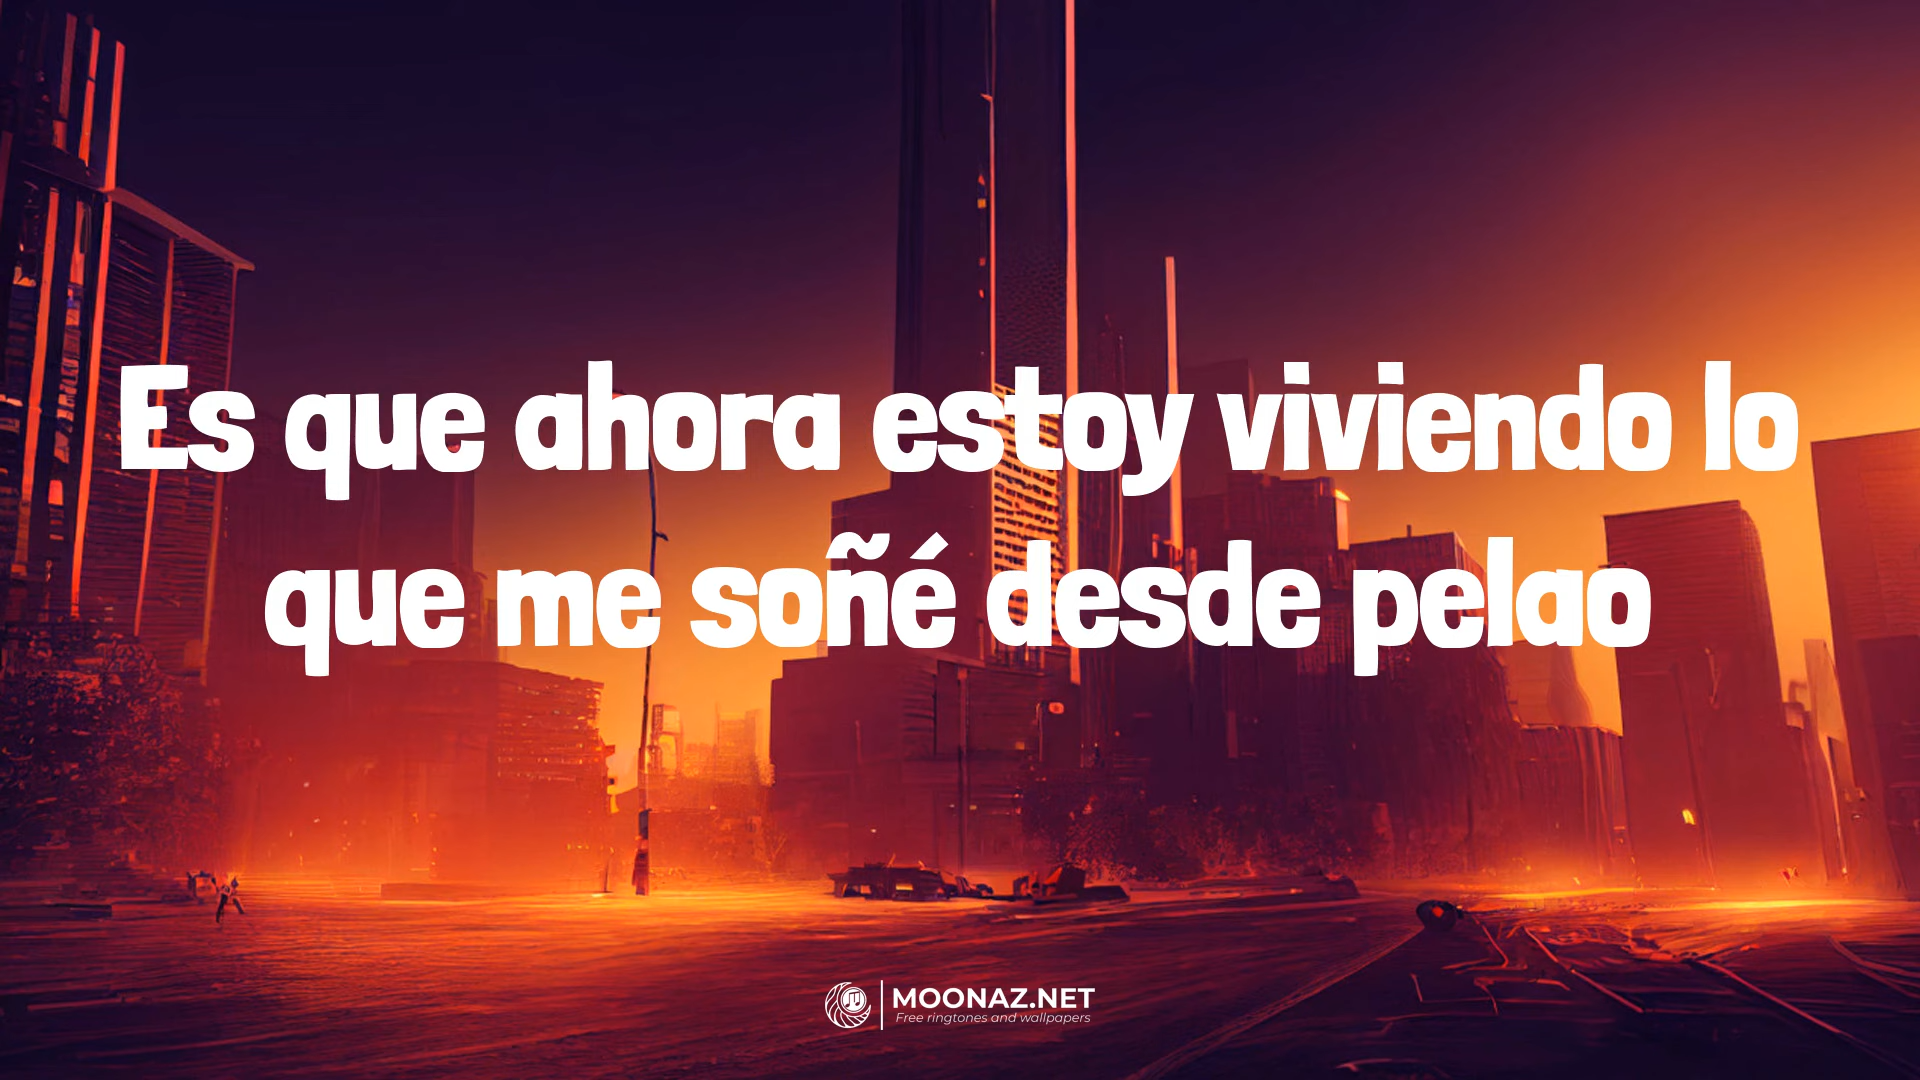 Es que ahora estoy viviendo lo
que me soñé desde pelao
MOONAZ.NET
Free ringtones and wallpapers